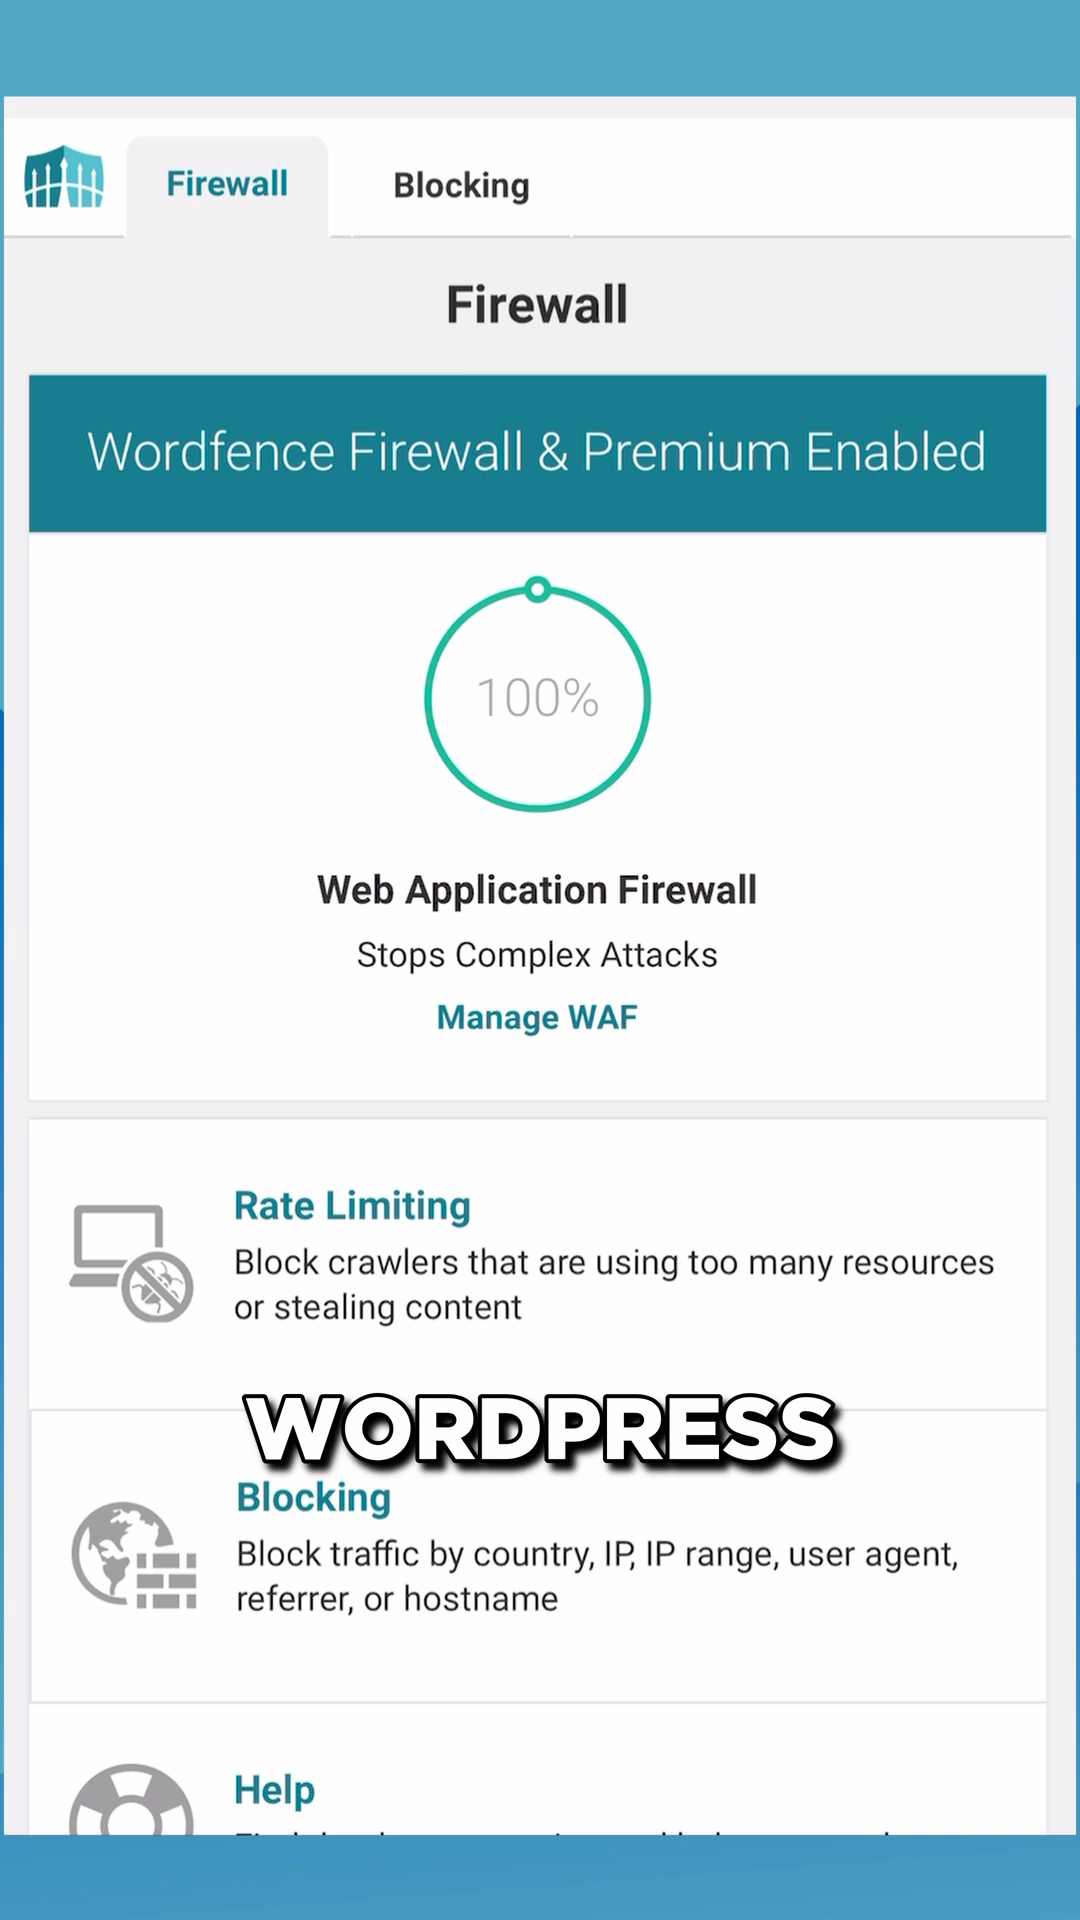 Firewall
Blocking
Firewall
Wordfence Firewall & Premium Enabled
100%
Web Application Firewall
Stops Complex Attacks
Manage WAF
Rate Limiting
Block crawlers that are using too many resources
or stealing content
WORDPRESS
Blocking
Block traffic by country, IP, IP range, user agent,
referrer, or hostname
Help